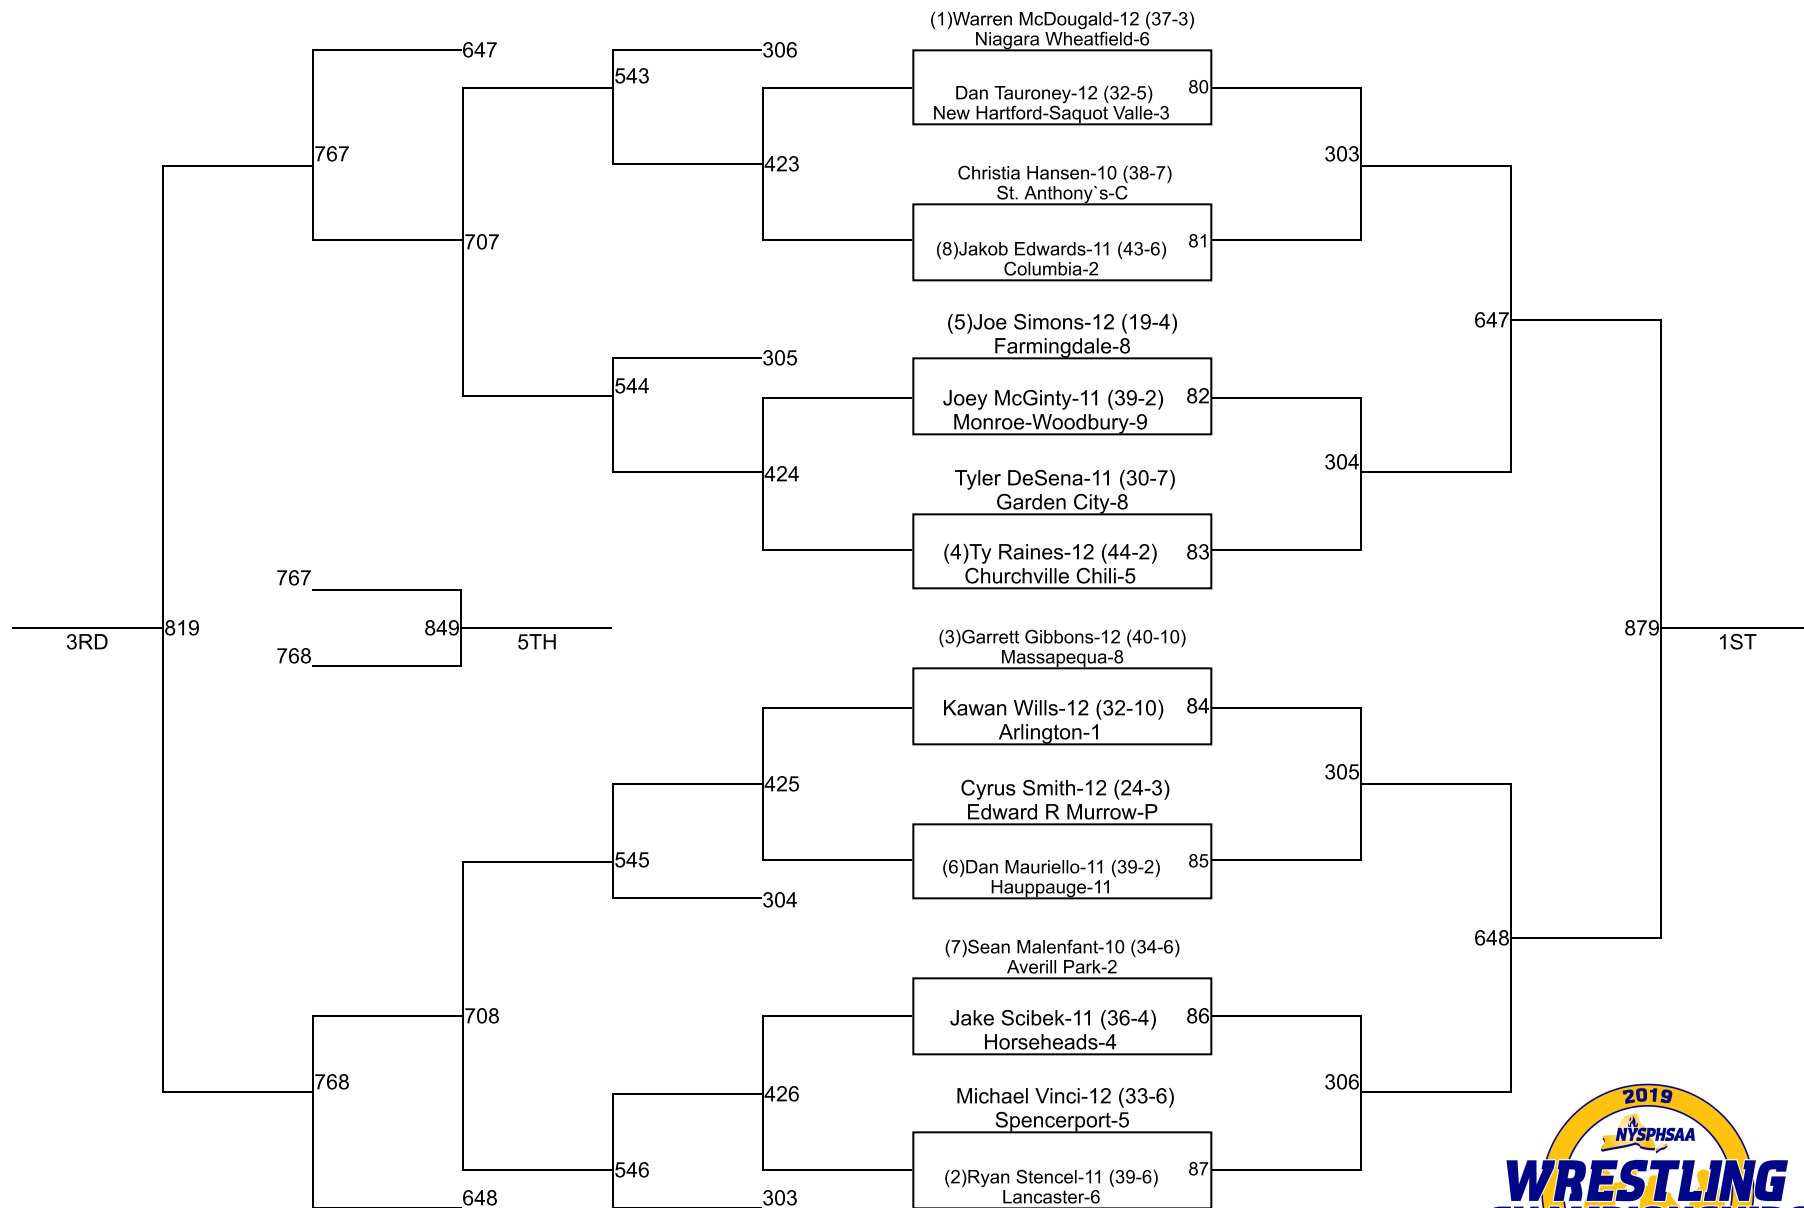 (1)Warren McDougald-12 (37-3)
Niagara Wheatfield-6
647
306
543
Dan Tauroney-12 (32-5)
80
New Hartford-Saquot Valle-3
767
423
303
Christia Hansen-10 (38-7)
St. Anthony`s-C
707
(8)Jakob Edwards-11 (43-6)
81
Columbia-2
(5)Joe Simons-12 (19-4)
647
Farmingdale-8
305
544
Joey McGinty-11 (39-2)
82
Monroe-Woodbury-9
424
304
Tyler DeSena-11 (30-7)
Garden City-8
(4)Ty Raines-12 (44-2)
83
Churchville Chili-5
767
819
849
3RD
5TH
768
879
1ST
(3)Garrett Gibbons-12 (40-10)
Massapequa-8
Kawan Wills-12 (32-10)
84
Arlington-1
425
305
Cyrus Smith-12 (24-3)
Edward R Murrow-P
545
(6)Dan Mauriello-11 (39-2)
85
Hauppauge-11
304
648
(7)Sean Malenfant-10 (34-6)
Averill Park-2
708
Jake Scibek-11 (36-4)
86
Horseheads-4
768
426
306
Michael Vinci-12 (33-6)
Spencerport-5
546
(2)Ryan Stencel-11 (39-6)
87
Lancaster-6
648
303
2019
NYSPHSAA
WRESTLING